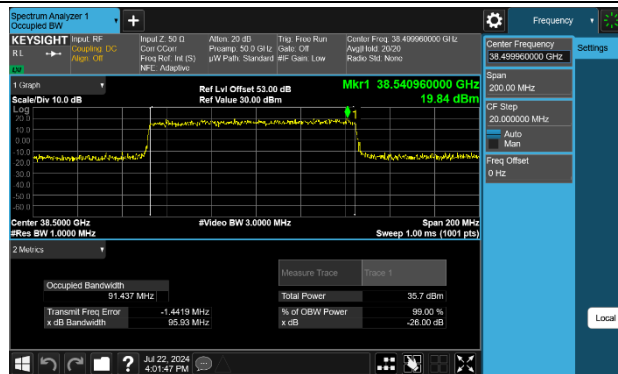 Spectrum Analyzer 1
Occupied BW
Frequency
KEYSIGHT Input: RF
R L
Coupling: DC
Align: Off
Input Z: 50 Ω
Corr CCorr
Freq Ref: Int (S)
NFE: Adaptive
Atten: 20 dB
Preamp: 50.0 GHz
µW Path: Standard
Trig: Free Run
Gate: Off
#IF Gain: Low
Center Freq: 38.499960000 GHz
Avg|Hold: 20/20
Radio Std: None
Center Frequency
38.499960000 GHz
Settings
Span
200.00 MHz
CF Step
20.000000 MHz
Auto
Man
Freq Offset
0 Hz
Local
1 Graph
Scale/Div 10.0 dB
Ref Lvl Offset 53.00 dB
Ref Value 30.00 dBm
Mkr1 38.540960000 GHz
19.84 dBm
Log
20.0
10.0
0.00
-10.0
-20.0
-30.0
-40.0
-50.0
-60.0
1
Center 38.5000 GHz
#Res BW 1.0000 MHz
#Video BW 3.0000 MHz
Span 200 MHz
Sweep 1.00 ms (1001 pts)
2 Metrics
Measure Trace Trace 1
Occupied Bandwidth
91.437 MHz
Total Power 35.7 dBm
Transmit Freq Error -1.4419 MHz
% of OBW Power 99.00 %
x dB Bandwidth 95.93 MHz
x dB -26.00 dB
Jul 22, 2024
4:01:47 PM